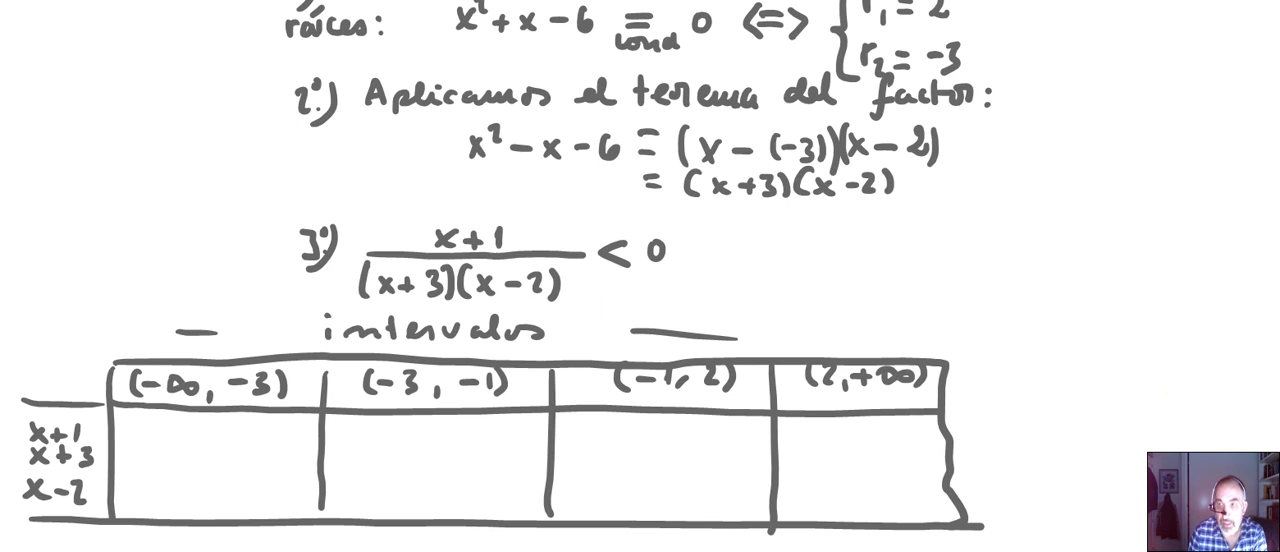 raíces: x² + x - 6 = 0 <=> { r₁ = 2
cond r₂ = -3
2º) Aplicamos el terema del factor:
x² - x - 6 = (x - (-3))(x - 2)
= (x+3)(x-2)
3º) x+1 / (x+3)(x-2) < 0
— intervalos —
(-∞, -3) (-3, -1) (-1, 2) (2, +∞)
x+1
x+3
x-2